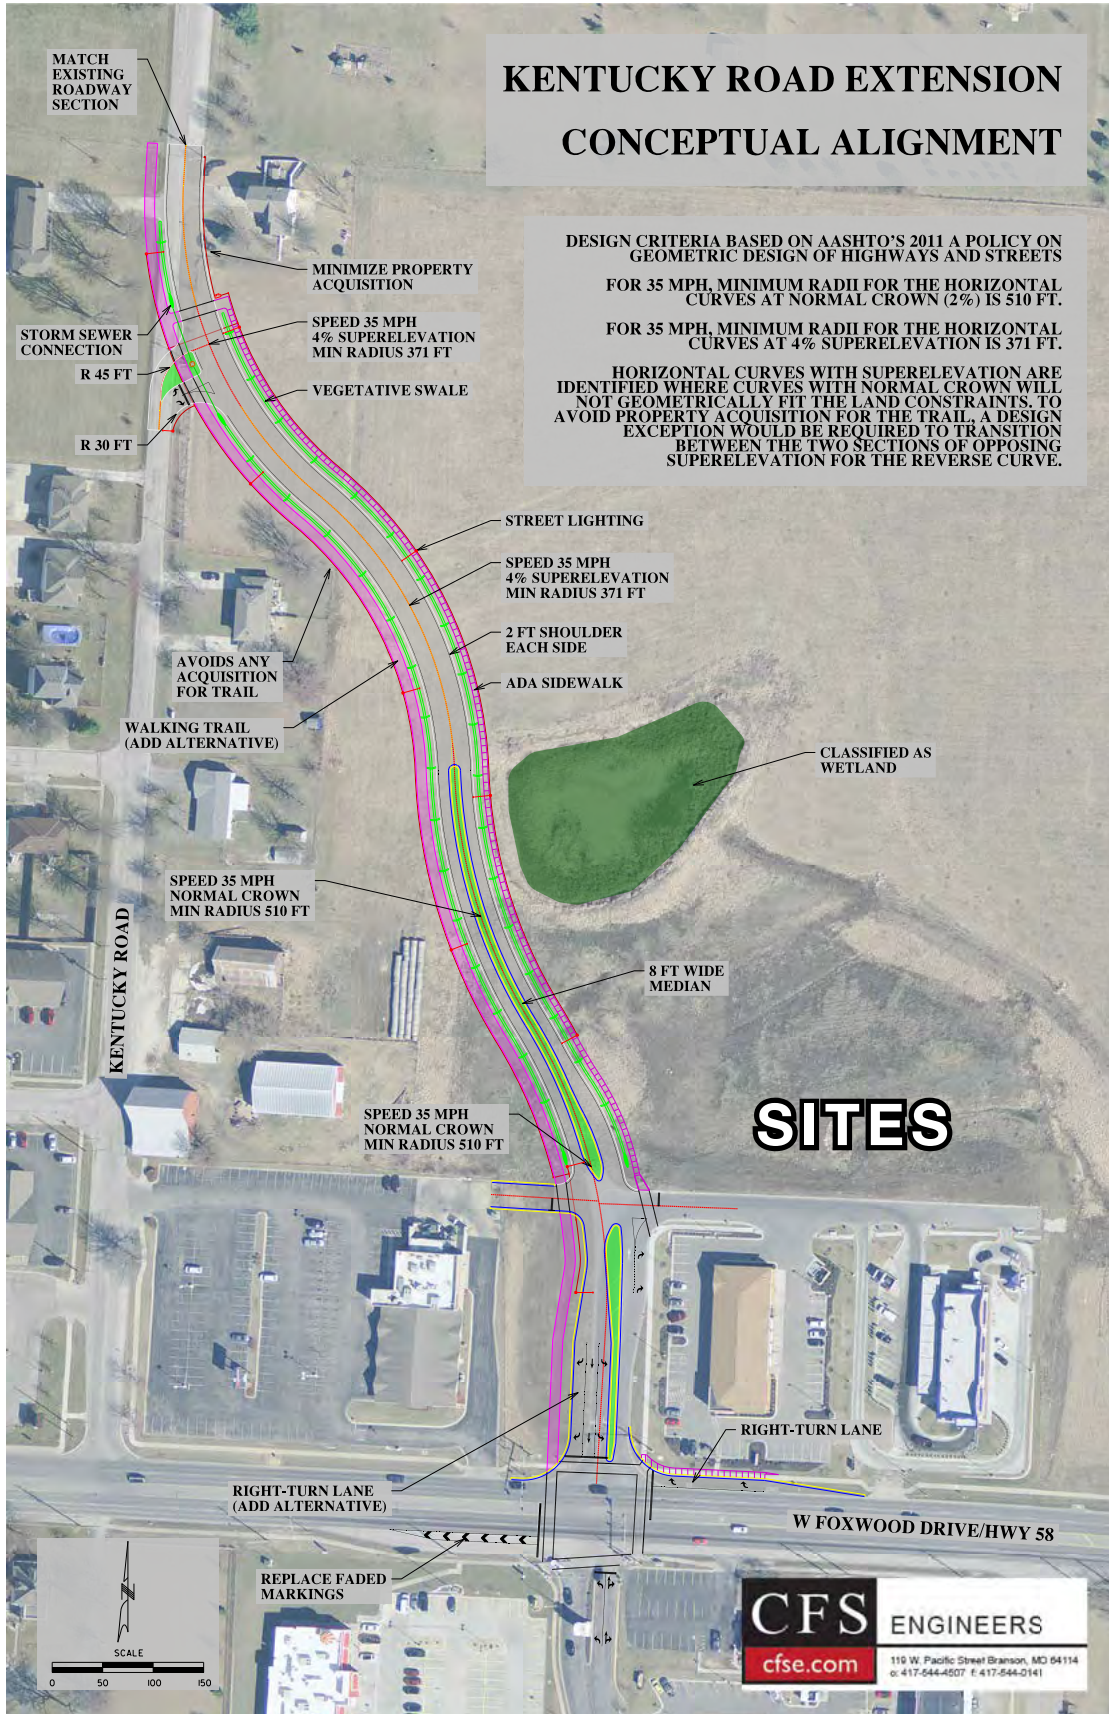 KENTUCKY ROAD EXTENSION
CONCEPTUAL ALIGNMENT
DESIGN CRITERIA BASED ON AASHTO'S 2011 A POLICY ON
GEOMETRIC DESIGN OF HIGHWAYS AND STREETS
FOR 35 MPH, MINIMUM RADII FOR THE HORIZONTAL
CURVES AT NORMAL CROWN (2%) IS 510 FT.
FOR 35 MPH, MINIMUM RADII FOR THE HORIZONTAL
CURVES AT 4% SUPERELEVATION IS 371 FT.
HORIZONTAL CURVES WITH SUPERELEVATION ARE
IDENTIFIED WHERE CURVES WITH NORMAL CROWN WILL
NOT GEOMETRICALLY FIT THE LAND CONSTRAINTS. TO
AVOID PROPERTY ACQUISITION FOR THE TRAIL, A DESIGN
EXCEPTION WOULD BE REQUIRED TO TRANSITION
BETWEEN THE TWO SECTIONS OF OPPOSING
SUPERELEVATION FOR THE REVERSE CURVE.
MATCH
EXISTING
ROADWAY
SECTION
MINIMIZE PROPERTY
ACQUISITION
STORM SEWER
CONNECTION
SPEED 35 MPH
4% SUPERELEVATION
MIN RADIUS 371 FT
R 45 FT
VEGETATIVE SWALE
R 30 FT
STREET LIGHTING
SPEED 35 MPH
4% SUPERELEVATION
MIN RADIUS 371 FT
2 FT SHOULDER
EACH SIDE
AVOIDS ANY
ACQUISITION
FOR TRAIL
ADA SIDEWALK
WALKING TRAIL
(ADD ALTERNATIVE)
CLASSIFIED AS
WETLAND
SPEED 35 MPH
NORMAL CROWN
MIN RADIUS 510 FT
KENTUCKY ROAD
8 FT WIDE
MEDIAN
SPEED 35 MPH
NORMAL CROWN
MIN RADIUS 510 FT
SITES
RIGHT-TURN LANE
RIGHT-TURN LANE
(ADD ALTERNATIVE)
W FOXWOOD DRIVE/HWY 58
REPLACE FADED
MARKINGS
N
SCALE
0 50 100 150
CFS
cfse.com
ENGINEERS
119 W. Pacific Street Branson, MO 64114
o: 417-544-4507 f: 417-544-0141